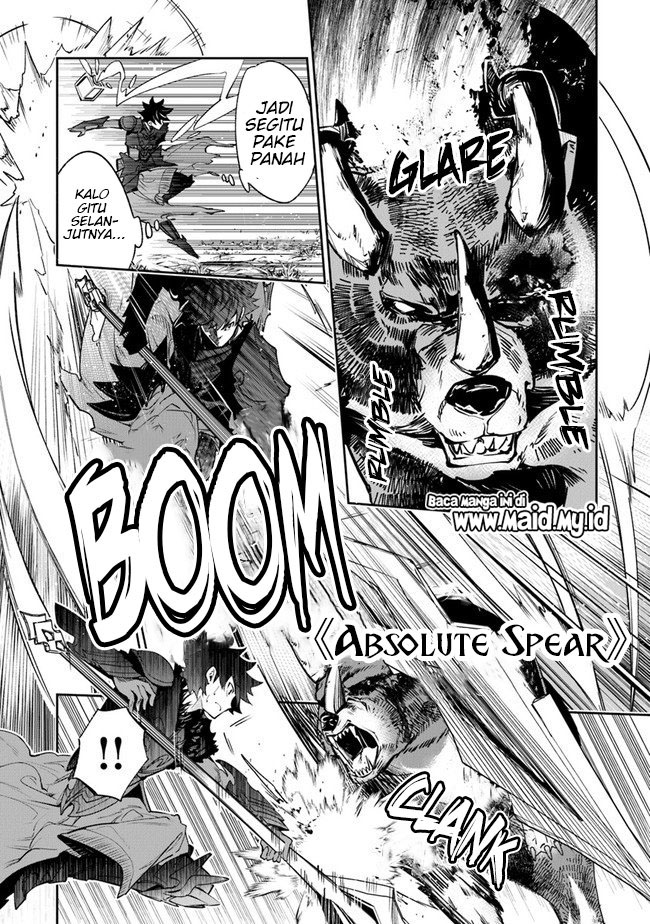 GLARE
RUMBLE
RUMBLE
Baca Manga ini di
www.Maid.My.id
JADI
SEGITU
PAKE
PANAH
KALO
GITU
SELAN-
JUTNYA...
BOOM
《ABSOLUTE SPEAR》
!!
CLANK